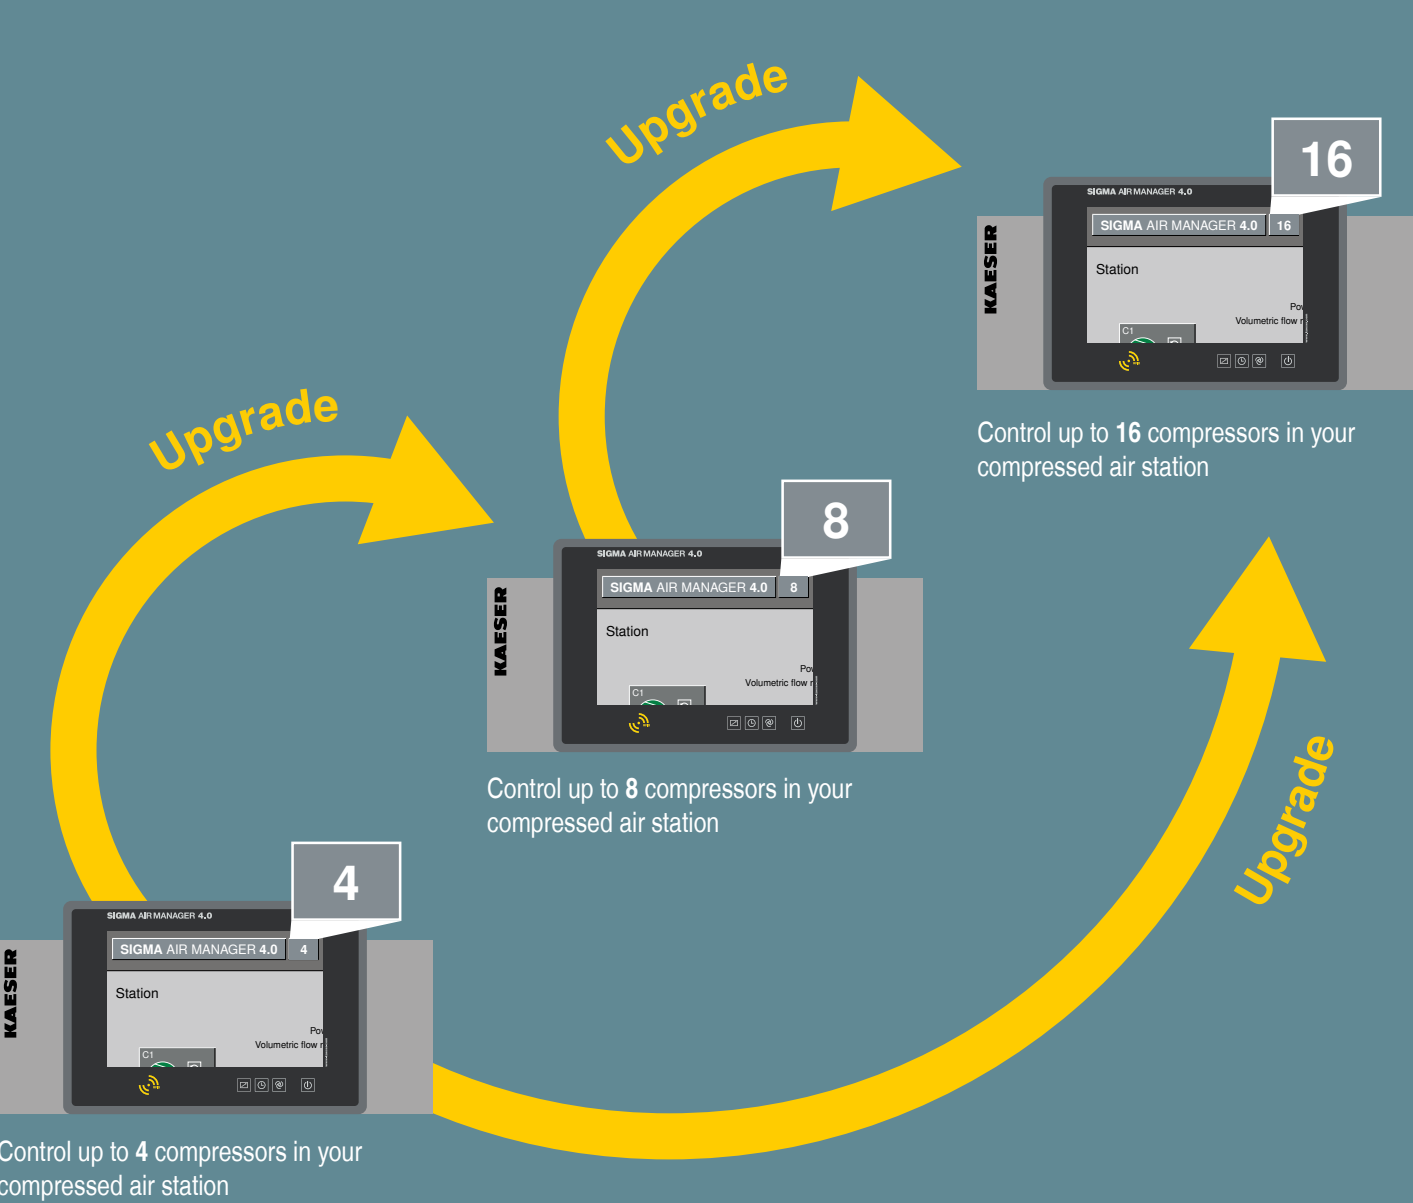 Upgrade
16
SIGMA AIR MANAGER 4.0
SIGMA AIR MANAGER 4.0 16
KAESER
Station
Volumetric flow
C1
Control up to 16 compressors in your
compressed air station
Upgrade
8
SIGMA AIR MANAGER 4.0
SIGMA AIR MANAGER 4.0 8
KAESER
Station
Volumetric flow
C1
Control up to 8 compressors in your
compressed air station
Upgrade
4
SIGMA AIR MANAGER 4.0
SIGMA AIR MANAGER 4.0 4
KAESER
Station
Volumetric flow
C1
Control up to 4 compressors in your
compressed air station